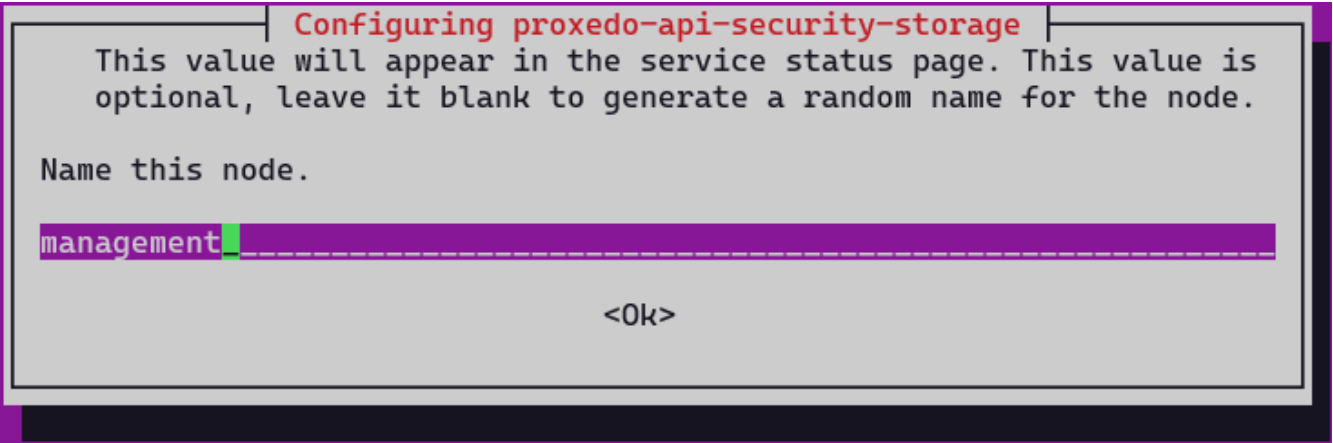 Configuring proxedo-api-security-storage
This value will appear in the service status page. This value is
optional, leave it blank to generate a random name for the node.
Name this node.
management_________________________________________________________
<Ok>